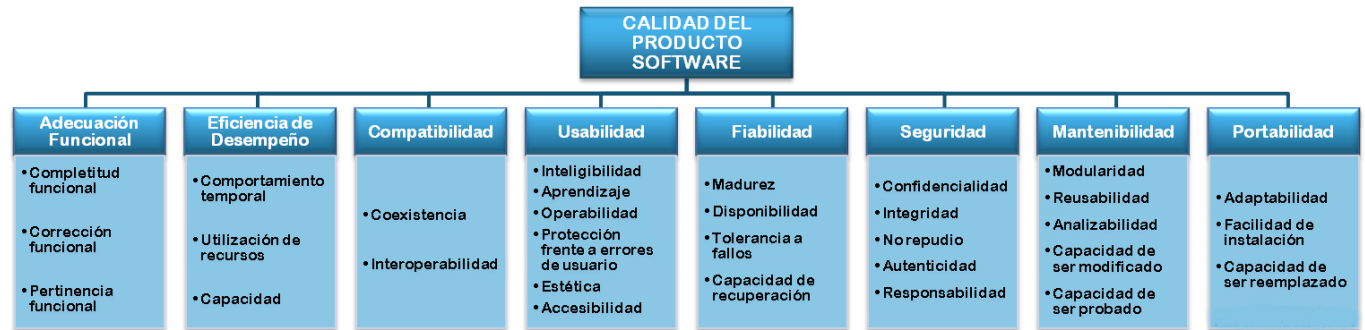 CALIDAD DEL
PRODUCTO
SOFTWARE
Adecuación
Funcional
• Completitud
funcional
• Corrección
funcional
• Pertinencia
funcional
Eficiencia de
Desempeño
• Comportamiento
temporal
• Utilización de
recursos
• Capacidad
Compatibilidad
• Coexistencia
• Interoperabilidad
Usabilidad
• Inteligibilidad
• Aprendizaje
• Operabilidad
• Protección
frente a errores
de usuario
• Estética
• Accesibilidad
Fiabilidad
• Madurez
• Disponibilidad
• Tolerancia a
fallos
• Capacidad de
recuperación
Seguridad
• Confidencialidad
• Integridad
• No repudio
• Autenticidad
• Responsabilidad
Mantenibilidad
• Modularidad
• Reusabilidad
• Analizabilidad
• Capacidad de
ser modificado
• Capacidad de
ser probado
Portabilidad
• Adaptabilidad
• Facilidad de
instalación
• Capacidad de
ser reemplazado